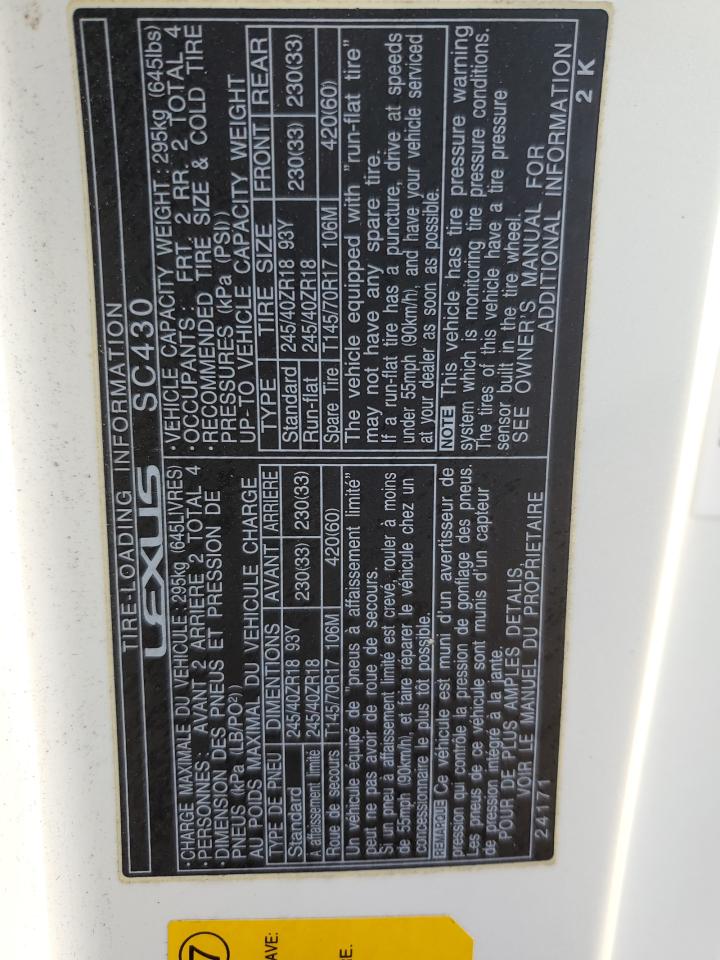 TIRE-LOADING INFORMATION
LEXUS SC430
·CHARGE MAXIMALE DU VÉHICULE : 295kg (645LIVRES)
·PERSONNES : AVANT 2 ARRIERE 2 TOTAL 4
·DIMENSION DES PNEUS ET PRESSION DE
PNEUS (kPa (LB/PO²))
AU POIDS MAXIMAL DU VEHICULE CHARGE
TYPE DE PNEU DIMENTIONS AVANT ARRIERE
Standard 245/40ZR18 93Y 230(33) 230(33)
A affaissement limité 245/40ZR18
Roue de secours T145/70R17 106M 420(60)
Un véhicule équipé de "pneus à affaissement limité"
peut ne pas avoir de roue de secours.
Si un pneu à affaissement limité est crevé, rouler à moins
de 55mph (90km/h), et faire réparer le véhicule chez un
concessionnaire le plus tôt possible.
REMARQUE Ce véhicule est muni d'un avertisseur de
pression qui contrôle la pression de gonflage des pneus.
Les pneus de ce véhicule sont munis d'un capteur
de pression intégré à la jante.
POUR DE PLUS AMPLES DETALIS,
VOIR LE MANUEL DU PROPRIETAIRE
24171
·VEHICLE CAPACITY WEIGHT : 295kg (645lbs)
·OCCUPANTS : FRT. 2 RR. 2 TOTAL 4
·RECOMMENDED TIRE SIZE & COLD TIRE
PRESSURES (kPa (PSI))
UP-TO VEHICLE CAPACITY WEIGHT
TYPE TIRE SIZE FRONT REAR
Standard 245/40ZR18 93Y 230(33) 230(33)
Run-flat 245/40ZR18
Spare Tire T145/70R17 106M 420(60)
The vehicle equipped with "run-flat tire"
may not have any spare tire.
If a run-flat tire has a puncture, drive at speeds
under 55mph (90km/h), and have your vehicle serviced
at your dealer as soon as possible.
NOTE This vehicle has tire pressure warning
system which is monitoring tire pressure conditions.
The tires of this vehicle have a tire pressure
sensor built in the tire wheel.
SEE OWNER'S MANUAL FOR
ADDITIONAL INFORMATION
2 K
7
AVE:
RE.